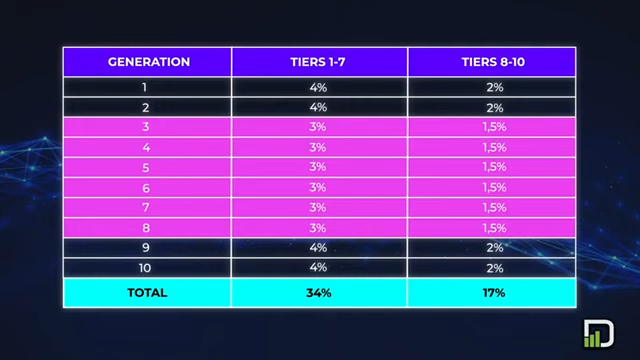 GENERATION TIERS 1-7 TIERS 8-10
1 4% 2%
2 4% 2%
3 3% 1,5%
4 3% 1,5%
5 3% 1,5%
6 3% 1,5%
7 3% 1,5%
8 3% 1,5%
9 4% 2%
10 4% 2%
TOTAL 34% 17%